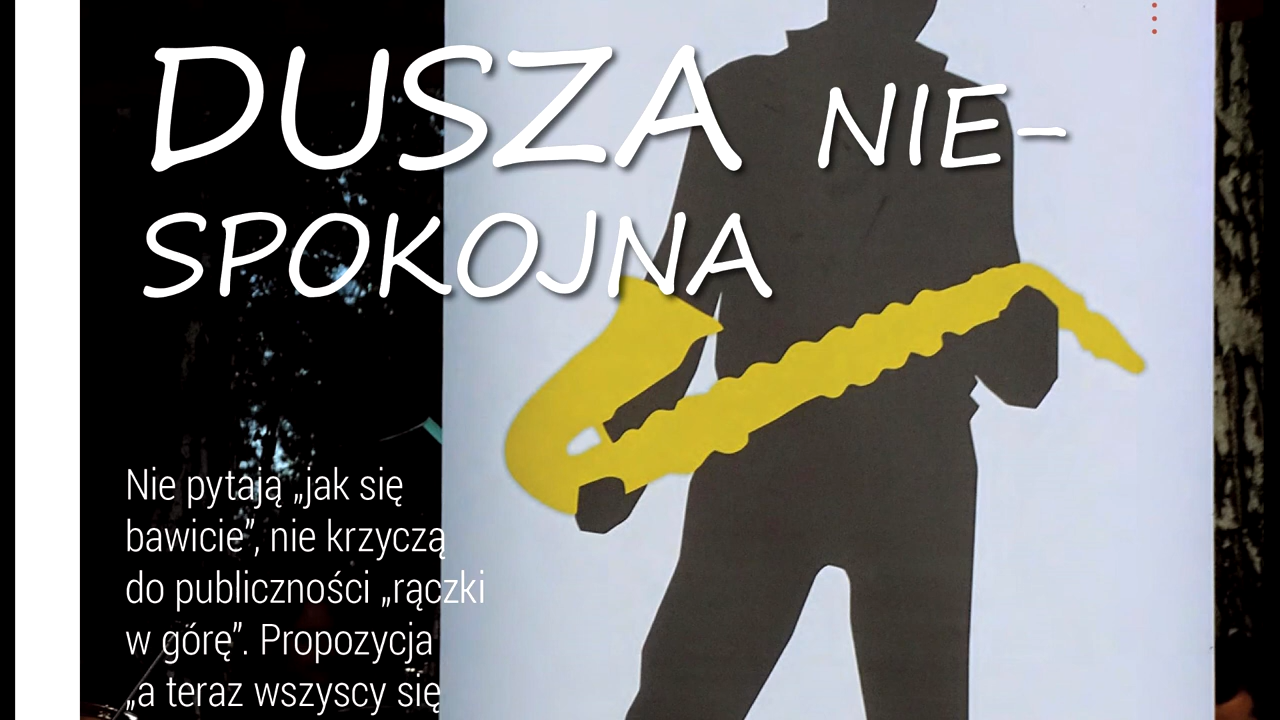 DUSZA NIE-
SPOKOJNA
Nie pytają „jak się
bawicie”, nie krzyczą
do publiczności „rączki
w górę”. Propozycja
„a teraz wszyscy się